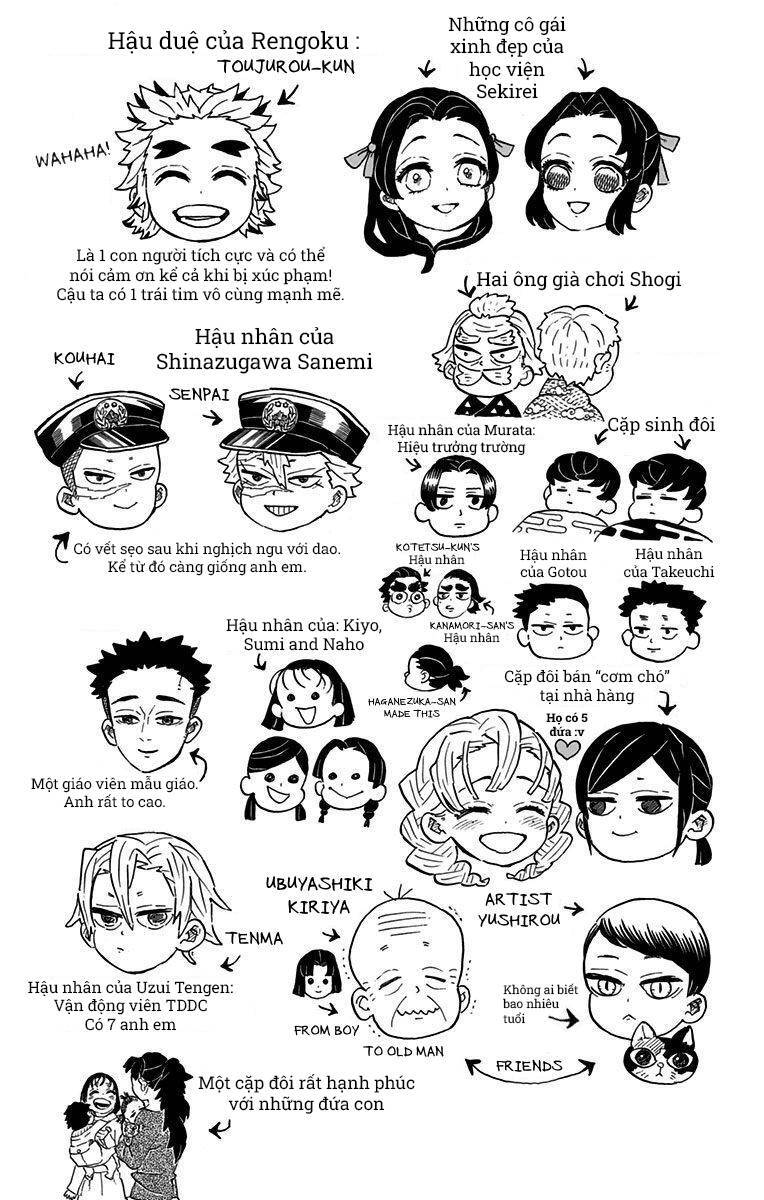 Hậu duệ của Rengoku :
TOUJUROU-KUN
WAHAHA!
Là 1 con người tích cực và có thể
nói cảm ơn kể cả khi bị xúc phạm!
Cậu ta có 1 trái tim vô cùng mạnh mẽ.
Những cô gái
xinh đẹp của
học viện
Sekirei
Hai ông già chơi Shogi
Hậu nhân của
Shinazugawa Sanemi
KOUHAI
SENPAI
Có vết sẹo sau khi nghịch ngu với dao.
Kể từ đó càng giống anh em.
Hậu nhân của Murata:
Hiệu trưởng trường
Cặp sinh đôi
KOTETSU-KUN'S
Hậu nhân
KANAMORI-SAN'S
Hậu nhân
Hậu nhân
của Gotou
Hậu nhân
của Takeuchi
Hậu nhân của: Kiyo,
Sumi and Naho
HAGANEZUKA-SAN
MADE THIS
Một giáo viên mẫu giáo.
Anh rất to cao.
Cặp đôi bán “cơm chó”
tại nhà hàng
Họ có 5
đứa :v
TENMA
Hậu nhân của Uzui Tengen:
Vận động viên TDDC
Có 7 anh em
UBUYASHIKI
KIRIYA
FROM BOY
TO OLD MAN
ARTIST
YUSHIROU
Không ai biết
bao nhiêu
tuổi
FRIENDS
Một cặp đôi rất hạnh phúc
với những đứa con